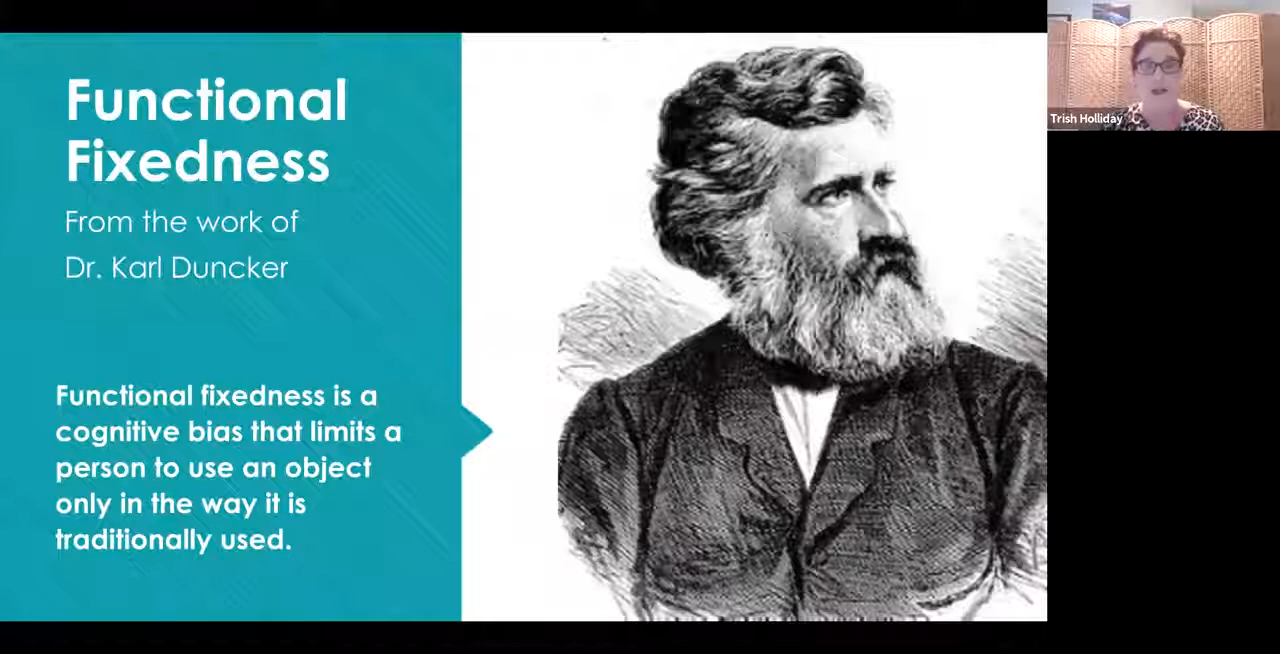 Functional
Fixedness
From the work of
Dr. Karl Duncker
Functional fixedness is a
cognitive bias that limits a
person to use an object
only in the way it is
traditionally used.
Trish Holliday